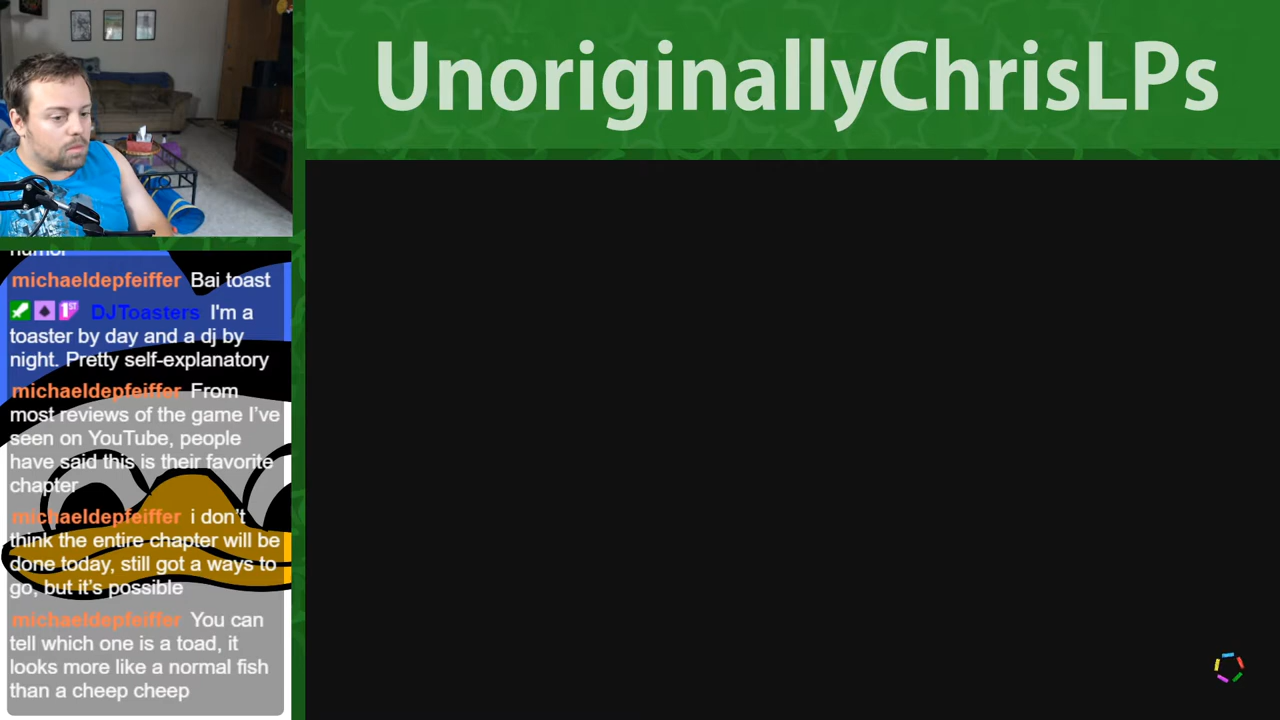 UnoriginallyChrisLPs
humor
michaeldepfeiffer Bai toast
DJToasters I'm a
toaster by day and a dj by
night. Pretty self-explanatory
michaeldepfeiffer From
most reviews of the game I've
seen on YouTube, people
have said this is their favorite
chapter
michaeldepfeiffer i don't
think the entire chapter will be
done today, still got a ways to
go, but it's possible
michaeldepfeiffer You can
tell which one is a toad, it
looks more like a normal fish
than a cheep cheep